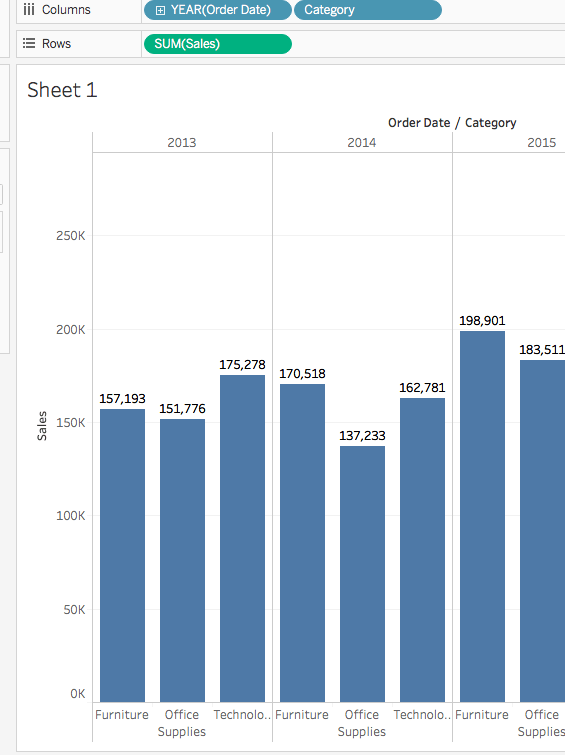 Columns YEAR(Order Date) Category
Rows SUM(Sales)
Sheet 1
Order Date / Category
2013 2014 2015
250K
200K
150K
100K
50K
0K
Sales
157,193 151,776 175,278 170,518 137,233 162,781 198,901 183,511
Furniture Office Technolo.. Furniture Office Technolo.. Furniture Office
Supplies Supplies Supplies